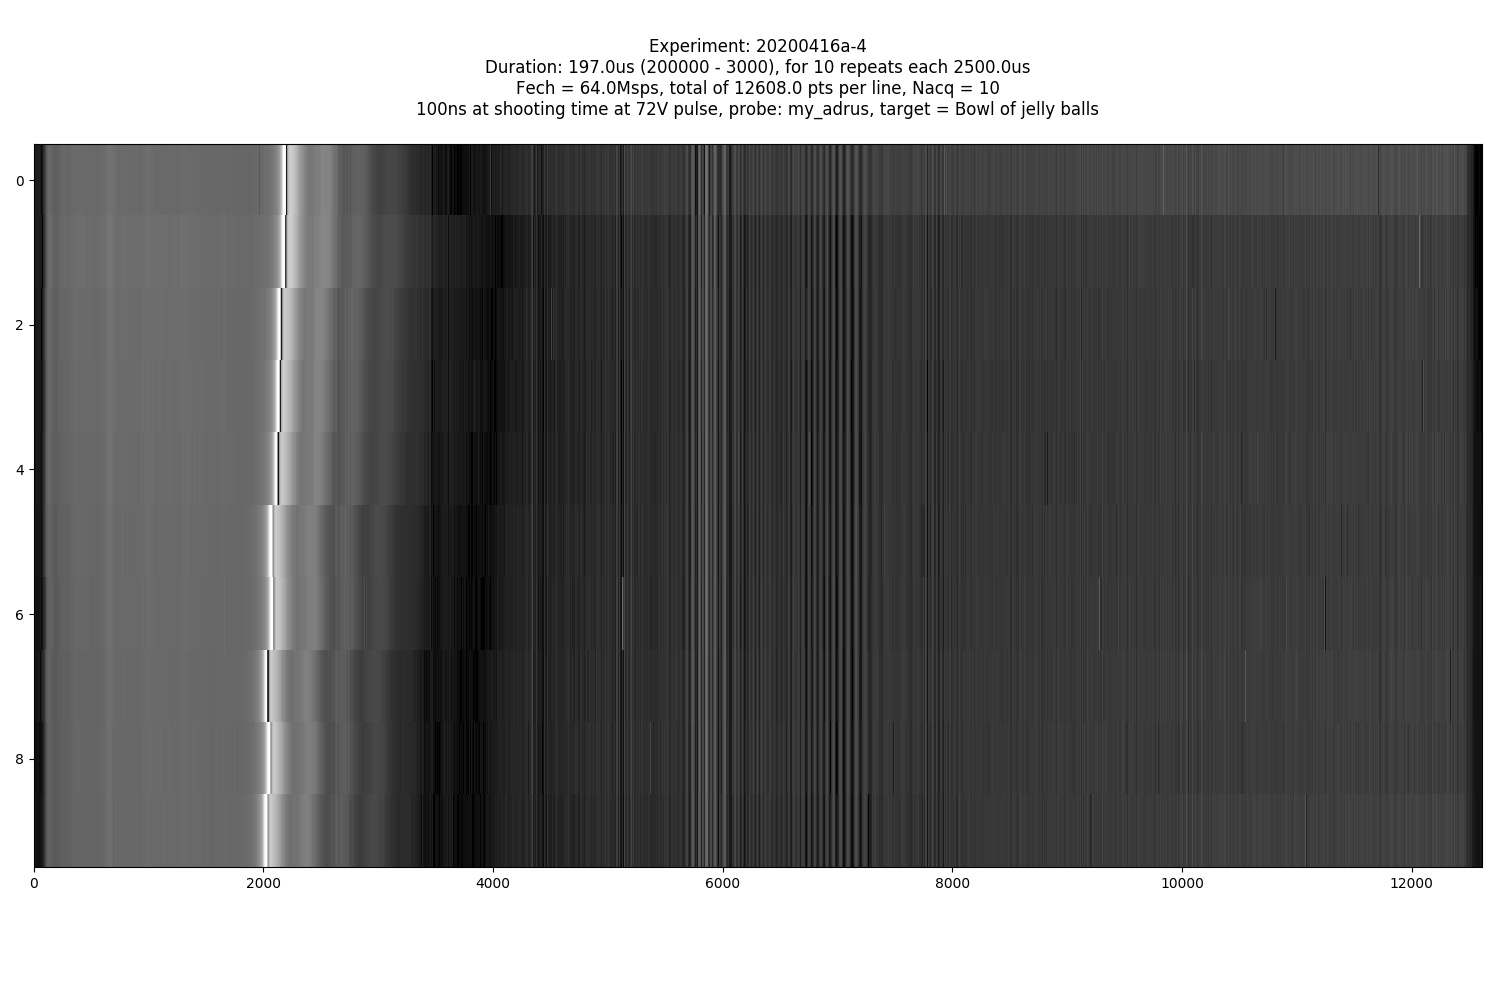 Experiment: 20200416a-4
Duration: 197.0us (200000 - 3000), for 10 repeats each 2500.0us
Fech = 64.0Msps, total of 12608.0 pts per line, Nacq = 10
100ns at shooting time at 72V pulse, probe: my_adrus, target = Bowl of jelly balls
0
2
4
6
8
0 2000 4000 6000 8000 10000 12000